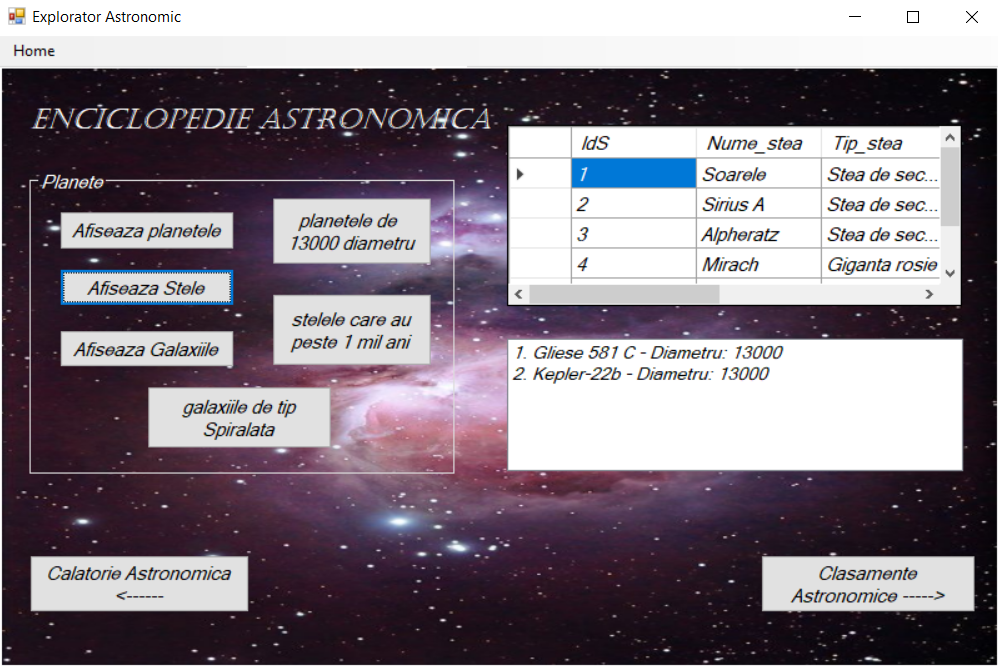 Explorator Astronomic
Home
ENCICLOPEDIE ASTRONOMICA
Planete
Afiseaza planetele
planetele de
13000 diametru
Afiseaza Stele
stelele care au
peste 1 mil ani
Afiseaza Galaxiile
galaxiile de tip
Spiralata
IdS Nume_stea Tip_stea
1 Soarele Stea de sec...
2 Sirius A Stea de sec...
3 Alpheratz Stea de sec...
4 Mirach Giganta rosie
1. Gliese 581 C - Diametru: 13000
2. Kepler-22b - Diametru: 13000
Calatorie Astronomica
<------
Clasamente
Astronomice ----->